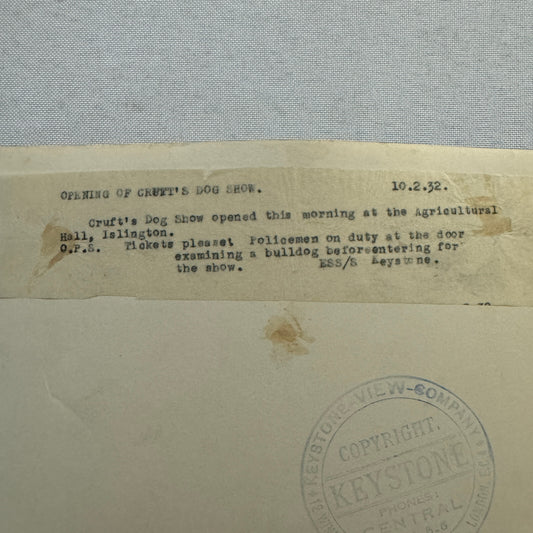 OPENING OF CRUFT'S DOG SHOW. 10.2.32.
Cruft's Dog Show opened this morning at the Agricultural
Hall, Islington.
O.P.S. Tickets please! Policemen on duty at the door
examining a bulldog beforeentering for
the show. ESS/S Keystone.
KEYSTONE-VIEW-COMPANY
COPYRIGHT.
KEYSTONE
PHONES:
CENTRAL
LONDON. E.C.